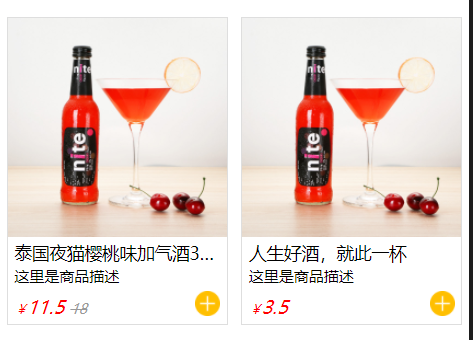 nite
nite
nite
nite
泰国夜猫樱桃味加气酒3...
人生好酒，就此一杯
这里是商品描述
这里是商品描述
￥11.5 18
￥3.5